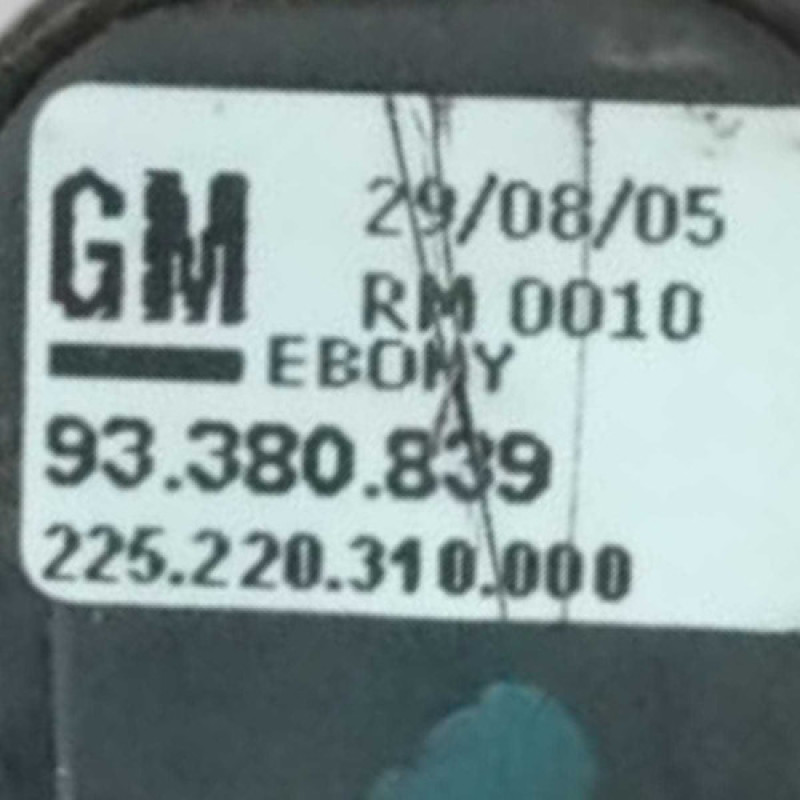 GM
29/08/05
RM 0010
EBONY
93.380.839
225.220.310.000